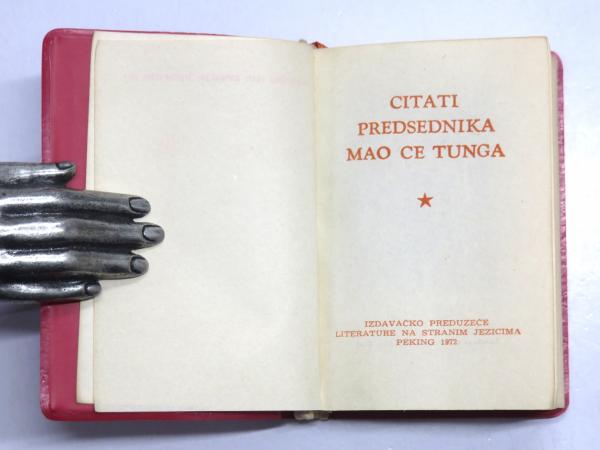 CITATI
PREDSEDNIKA
MAO CE TUNGA
IZDAVAČKO PREDUZEĆE
LITERATURE NA STRANIM JEZICIMA
PEKING 1972